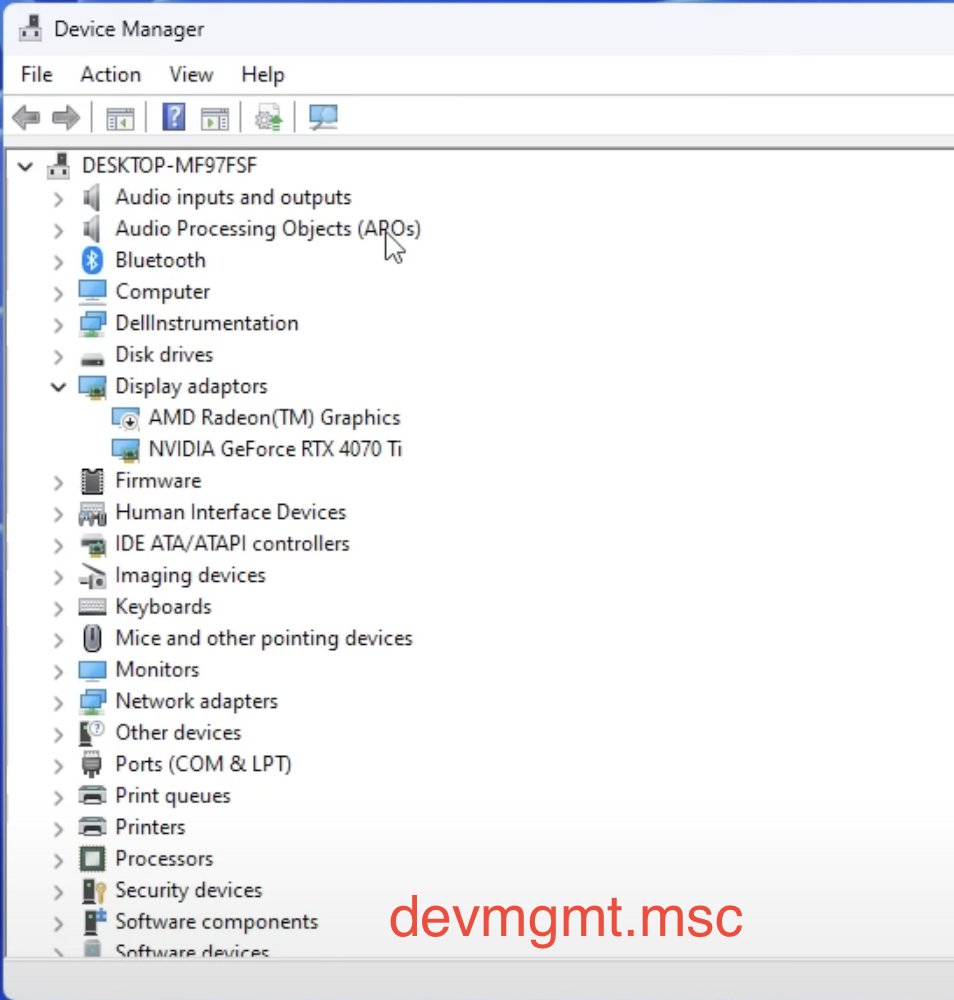 Device Manager
File Action View Help
DESKTOP-MF97FSF
Audio inputs and outputs
Audio Processing Objects (APOs)
Bluetooth
Computer
DellInstrumentation
Disk drives
Display adaptors
AMD Radeon(TM) Graphics
NVIDIA GeForce RTX 4070 Ti
Firmware
Human Interface Devices
IDE ATA/ATAPI controllers
Imaging devices
Keyboards
Mice and other pointing devices
Monitors
Network adapters
Other devices
Ports (COM & LPT)
Print queues
Printers
Processors
Security devices
Software components
Software devices
devmgmt.msc